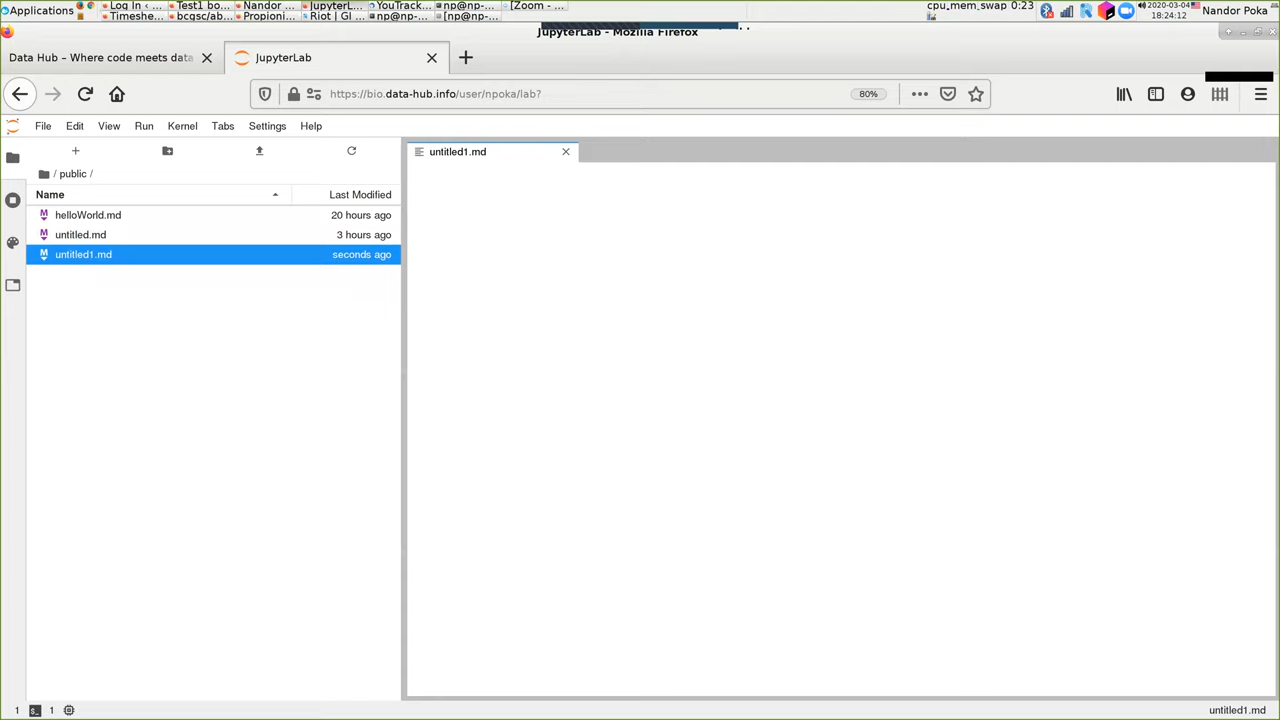 Applications Log In ‹ ... Test1 bo... Nandor ... JupyterL... YouTrack... np@np-... [Zoom - ... cpu_mem_swap 0:23 2020-03-04 Nandor Poka
Timeshe... bcgsc/ab... Propioni... Riot | Gl ... np@np-... [np@np-... 18:24:12
JupyterLab - Mozilla Firefox
Data Hub – Where code meets data JupyterLab
https://bio.data-hub.info/user/npoka/lab? 80%
File Edit View Run Kernel Tabs Settings Help
untitled1.md
/ public /
Name Last Modified
helloWorld.md 20 hours ago
untitled.md 3 hours ago
untitled1.md seconds ago
1 1 untitled1.md